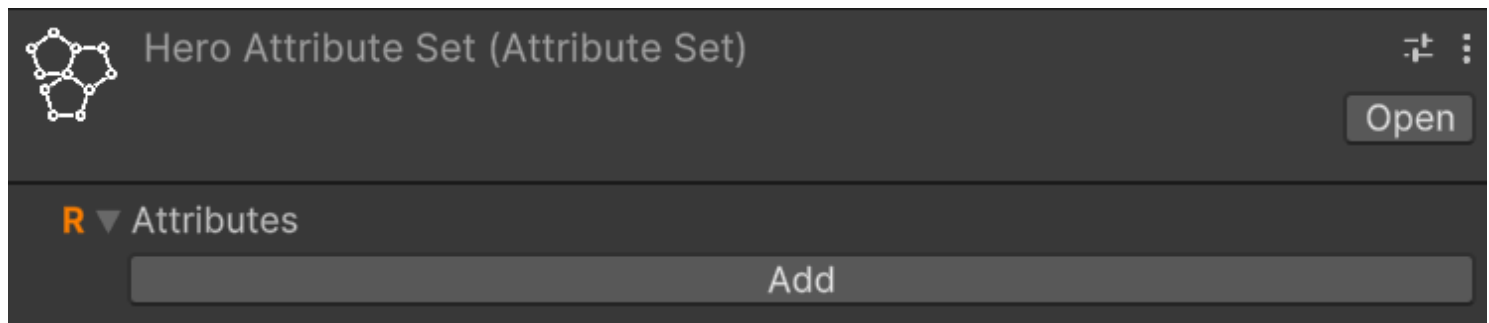 Hero Attribute Set (Attribute Set)
Open
R Attributes
Add